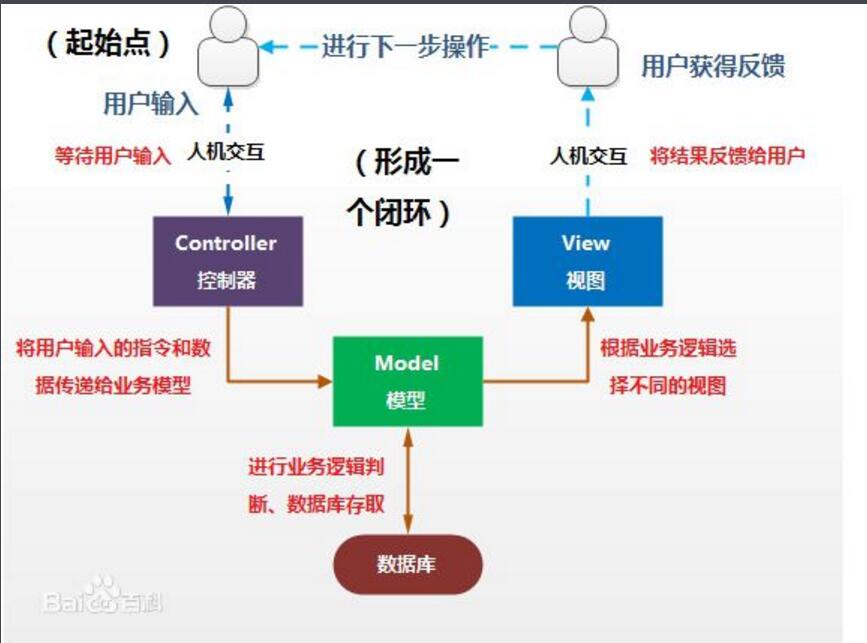 （起始点）
进行下一步操作
用户获得反馈
用户输入
等待用户输入
人机交互
（形成一
个闭环）
人机交互
将结果反馈给用户
Controller
控制器
View
视图
将用户输入的指令和数
据传递给业务模型
Model
模型
根据业务逻辑选
择不同的视图
进行业务逻辑判
断、数据库存取
数据库
Baidu百科